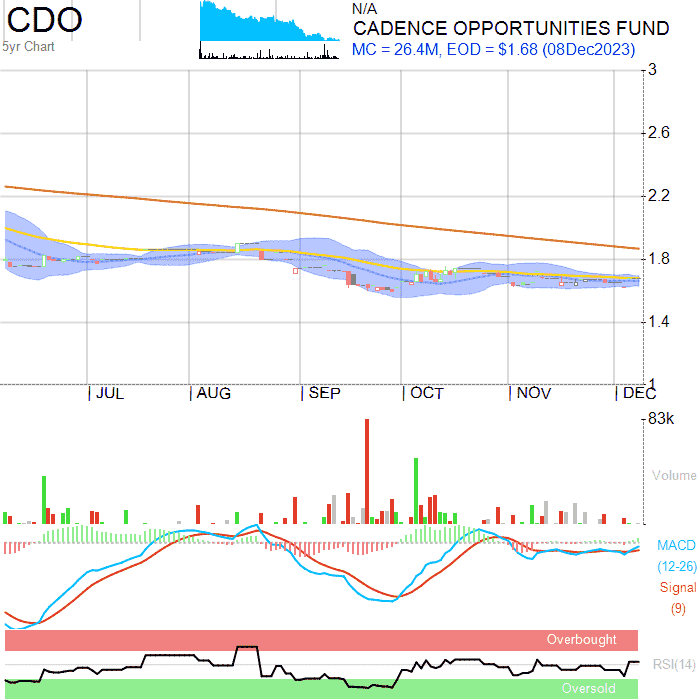 CDO
5yr Chart
N/A
CADENCE OPPORTUNITIES FUND
MC = 26.4M, EOD = $1.68 (08Dec2023)
3
2.6
2.2
1.8
1.4
1
JUL AUG SEP OCT NOV DEC
83k
Volume
MACD
(12-26)
Signal
(9)
Overbought
RSI(14)
Oversold